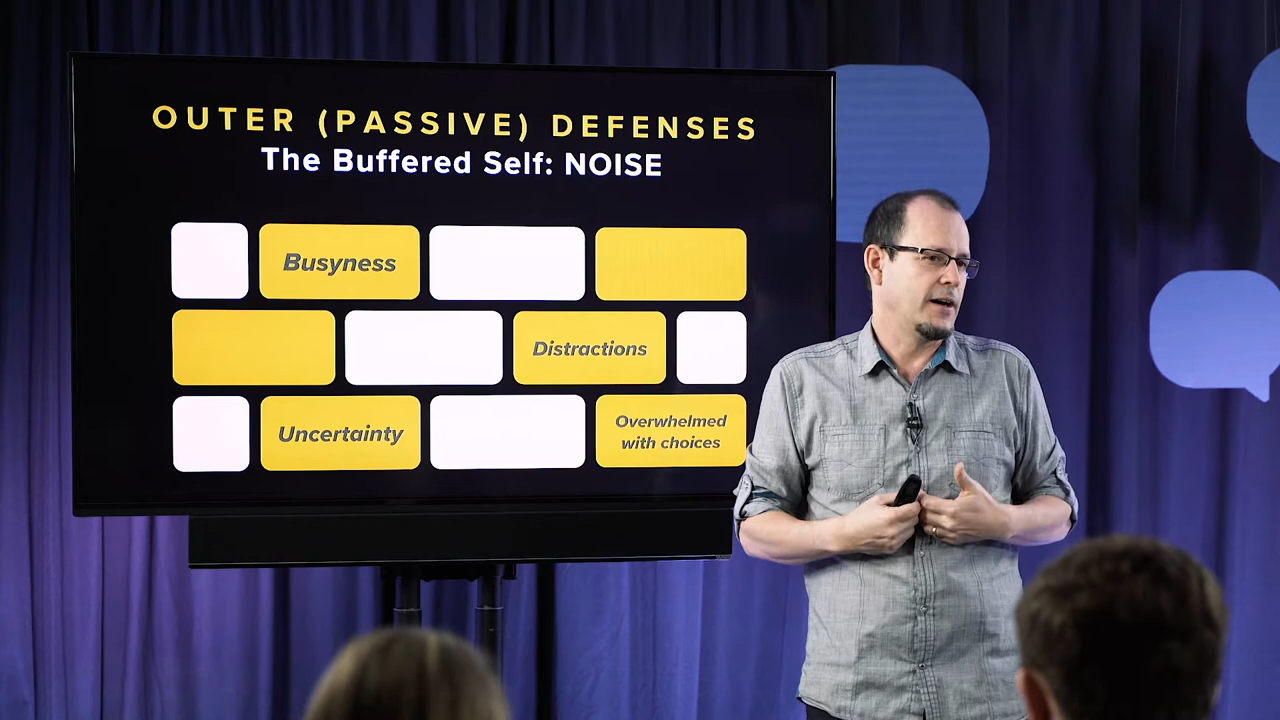 OUTER (PASSIVE) DEFENSES
The Buffered Self: NOISE
Busyness
Distractions
Uncertainty
Overwhelmed
with choices